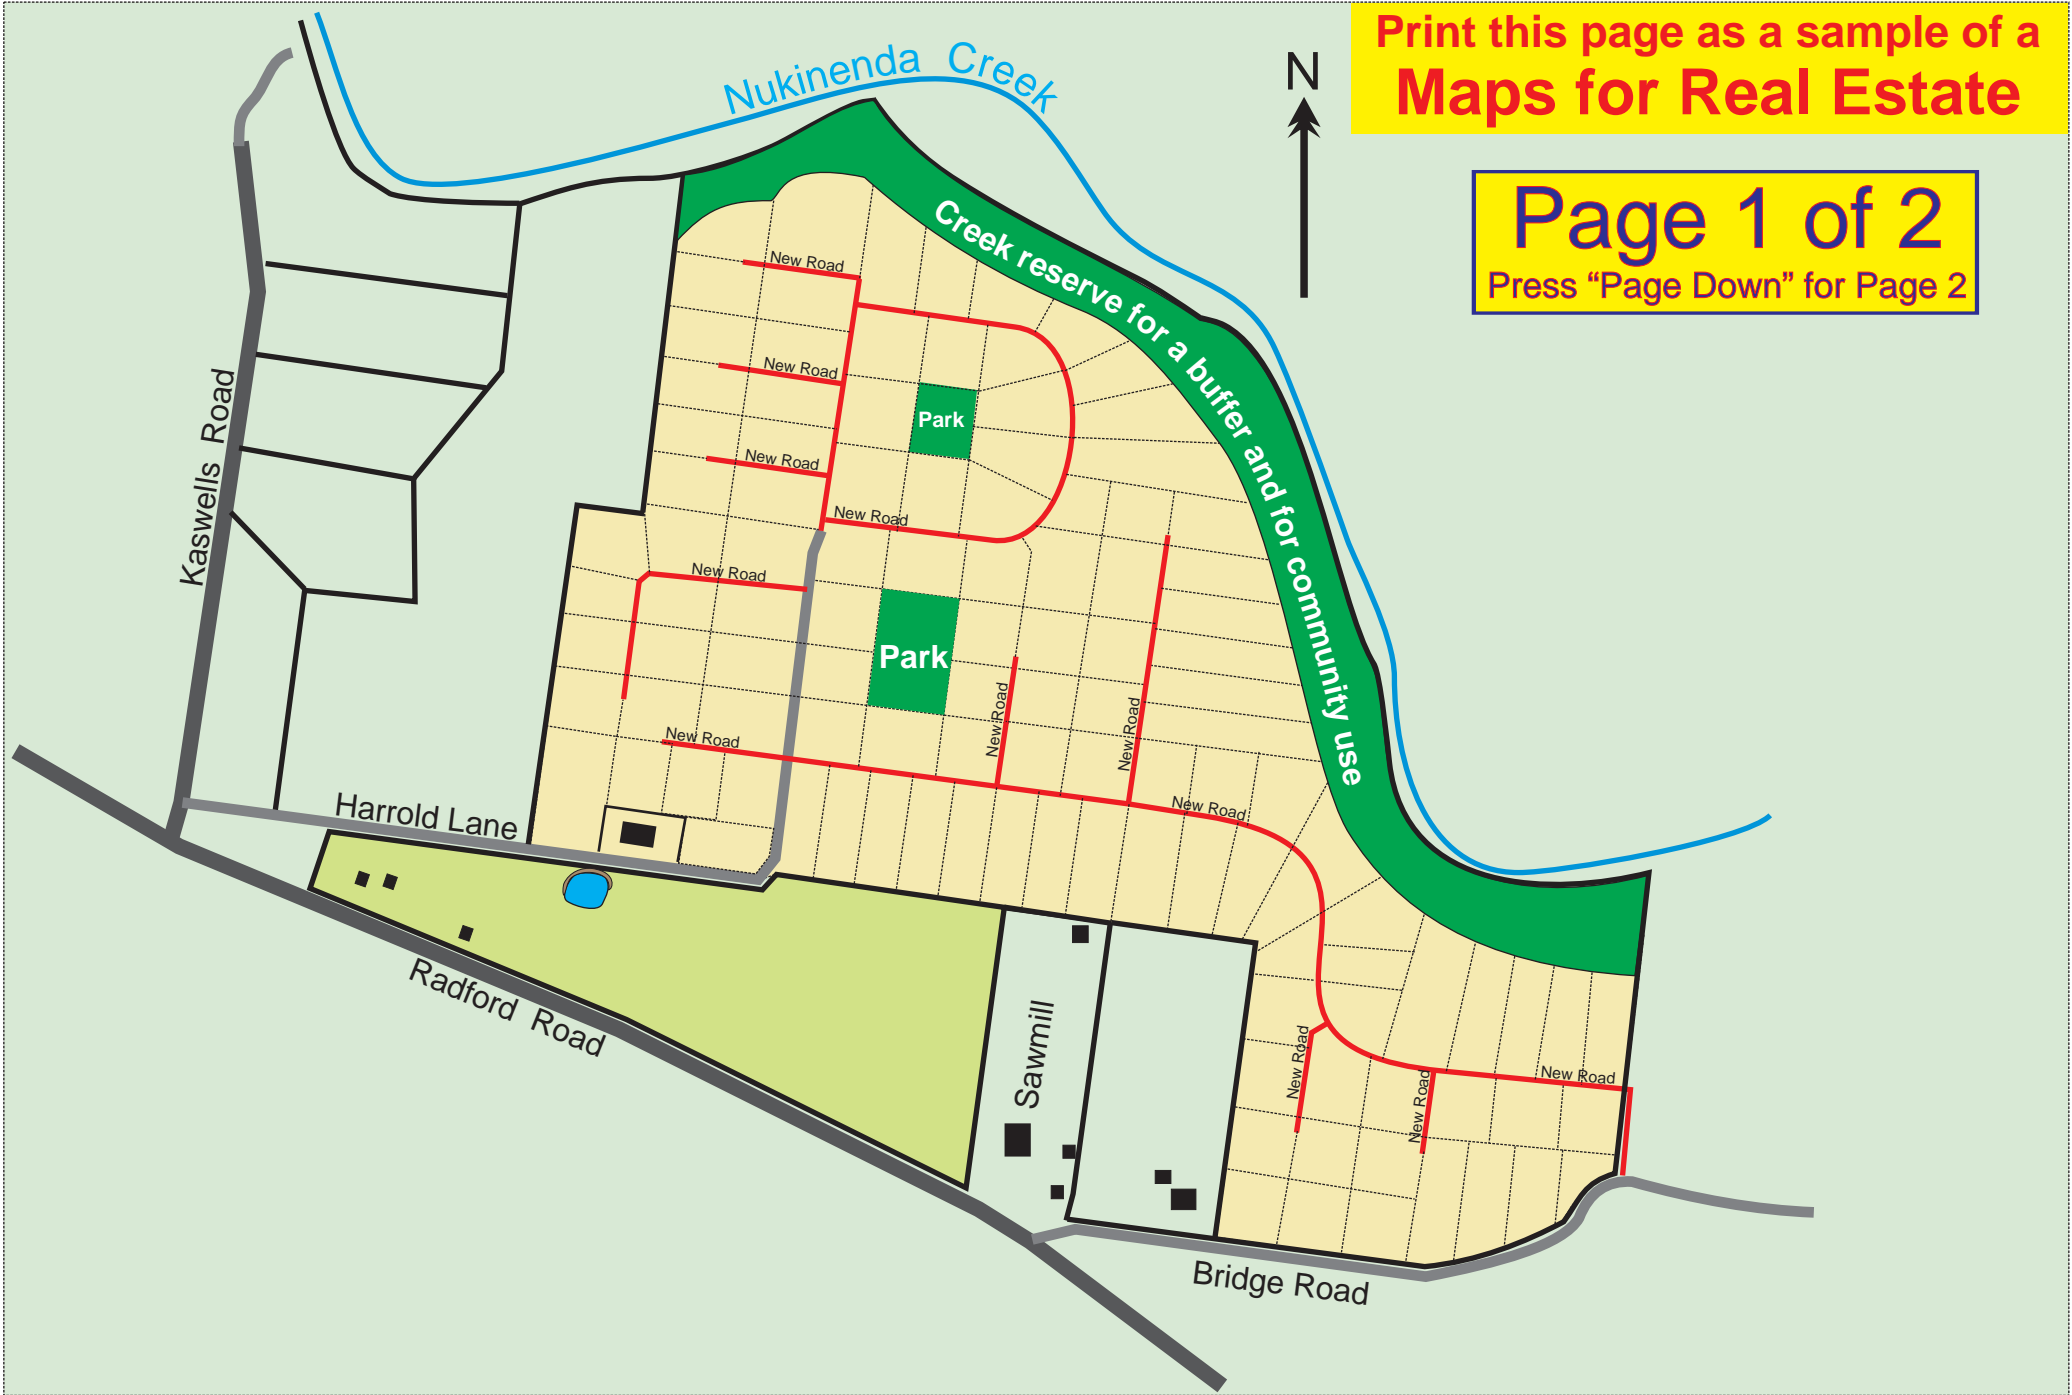 Print this page as a sample of a
Maps for Real Estate
Nukinenda Creek
N
Page 1 of 2
Press “Page Down” for Page 2
Creek reserve for a buffer and for community use
New Road
New Road
Park
New Road
New Road
Kaswells Road
New Road
Park
New Road
New Road
New Road
New Road
Harrold Lane
Radford Road
Sawmill
New Road
New Road
New Road
Bridge Road